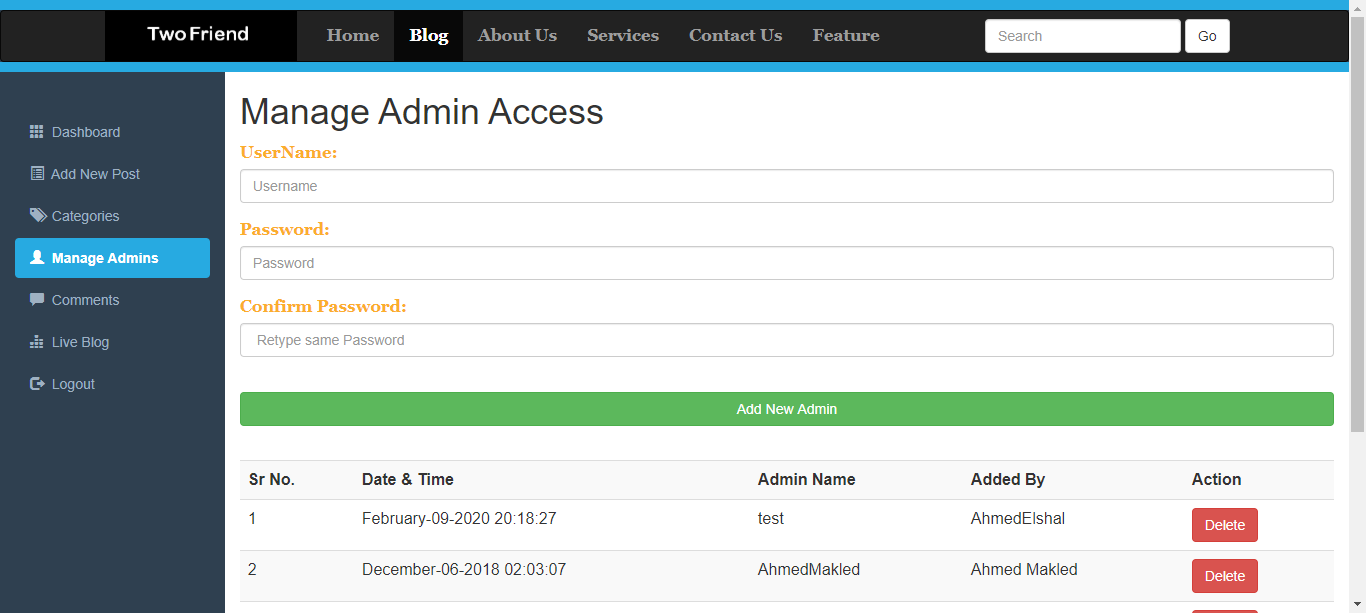 Two Friend Home Blog About Us Services Contact Us Feature Search Go
Manage Admin Access
Dashboard
Add New Post
Categories
Manage Admins
Comments
Live Blog
Logout
UserName:
Username
Password:
Password
Confirm Password:
Retype same Password
Add New Admin
Sr No. Date & Time Admin Name Added By Action
1 February-09-2020 20:18:27 test AhmedElshal Delete
2 December-06-2018 02:03:07 AhmedMakled Ahmed Makled Delete